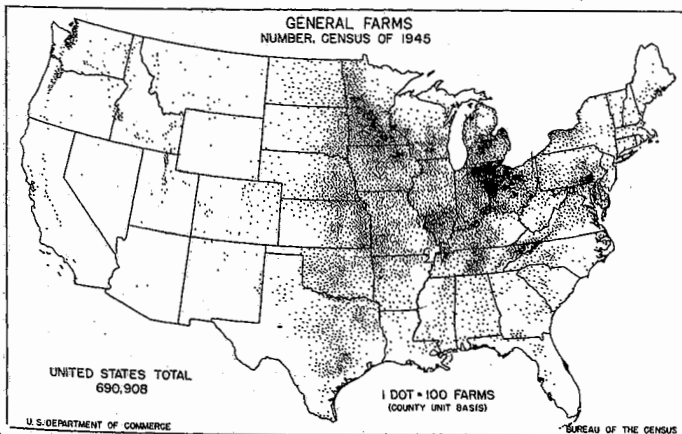 GENERAL FARMS
NUMBER, CENSUS OF 1945
UNITED STATES TOTAL
690,908
1 DOT = 100 FARMS
(COUNTY UNIT BASIS)
U.S. DEPARTMENT OF COMMERCE
BUREAU OF THE CENSUS